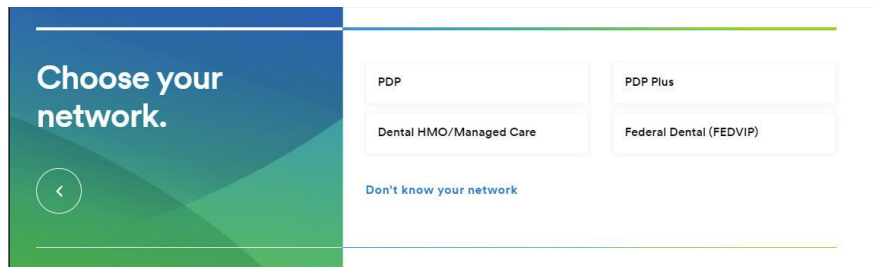 Choose your
network.
PDP
PDP Plus
Dental HMO/Managed Care
Federal Dental (FEDVIP)
Don't know your network